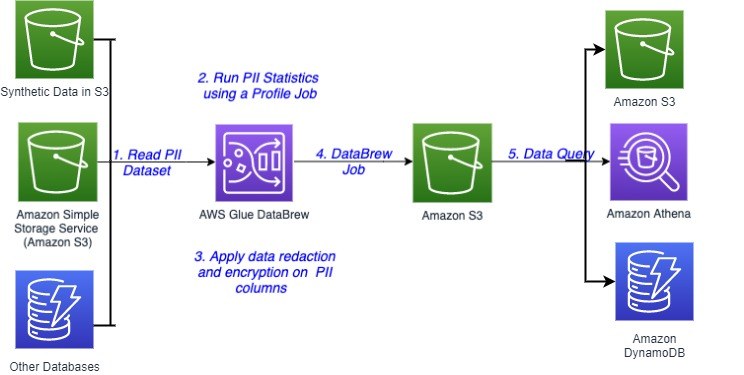 Synthetic Data in S3
Amazon Simple
Storage Service
(Amazon S3)
Other Databases
1. Read PII
Dataset
2. Run PII Statistics
using a Profile Job
AWS Glue DataBrew
3. Apply data redaction
and encryption on PII
columns
4. DataBrew
Job
Amazon S3
5. Data Query
Amazon S3
Amazon Athena
Amazon
DynamoDB